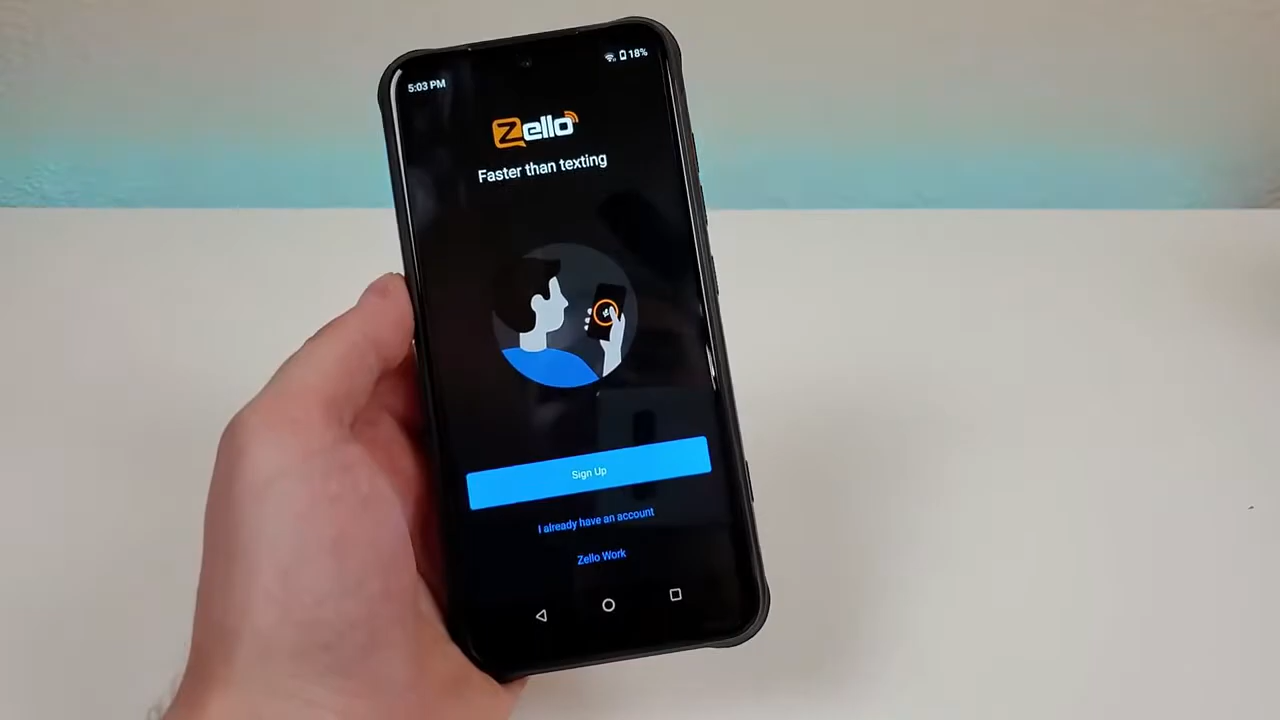 5:03 PM
18%
Zello
Faster than texting
Sign Up
I already have an account
Zello Work